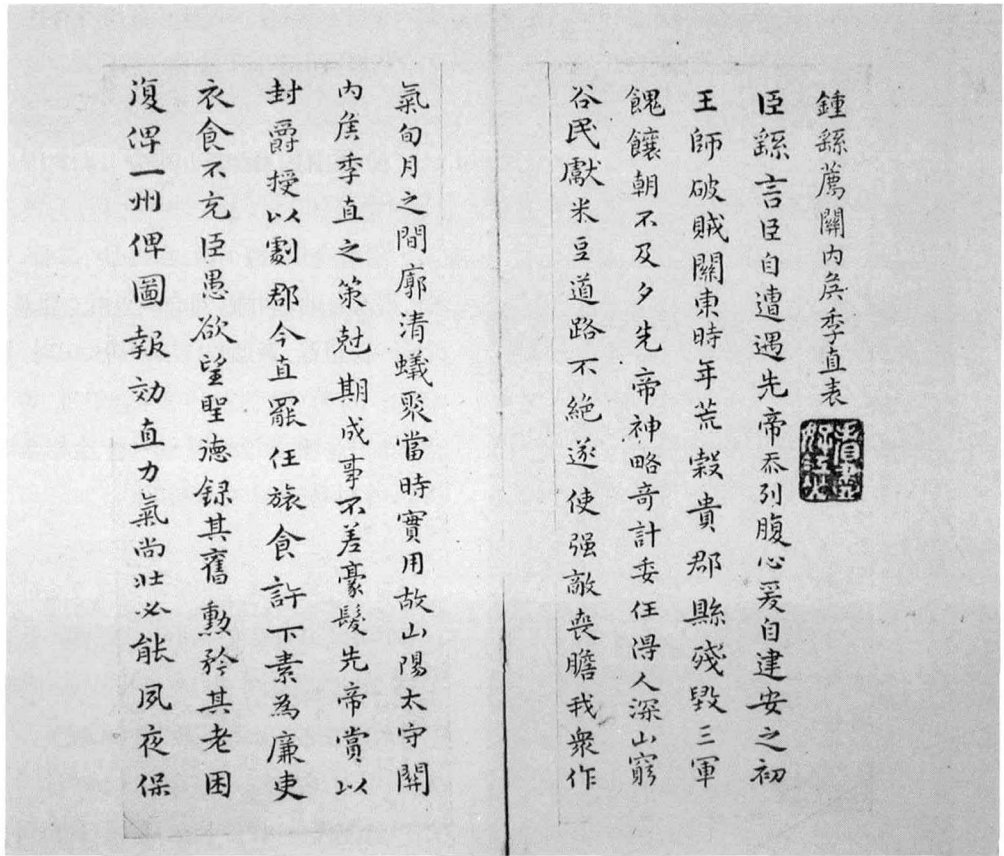 鍾繇薦關內矦季直表
臣繇言臣自遭遇先帝忝列腹心爰自建安之初
王師破賊關東時年荒榖貴郡縣殘毀三軍
餽饟朝不及夕先帝神略奇計委任得人深山窮
谷民獻米豆道路不絕遂使强敵喪膽我衆作
氣旬月之間廓清蟻聚當時實用故山陽太守關
內矦季直之策尅期成事不差豪髮先帝賞以
封爵授以劇郡今直罷任旅食許下素為廉吏
衣食不充臣愚欲望聖德録其舊勳矜其老困
復俾一州俾圖報効直力氣尚壯必能夙夜保